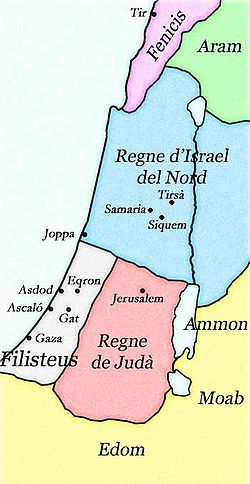 Tir
Fenicis
Aram
Regne d'Israel
del Nord
Tirsà
Samaria
Siquem
Joppa
Eqron
Asdod
Jerusalem
Ascaló
Gat
Ammon
Gaza
Regne
de Judà
Filisteus
Moab
Edom